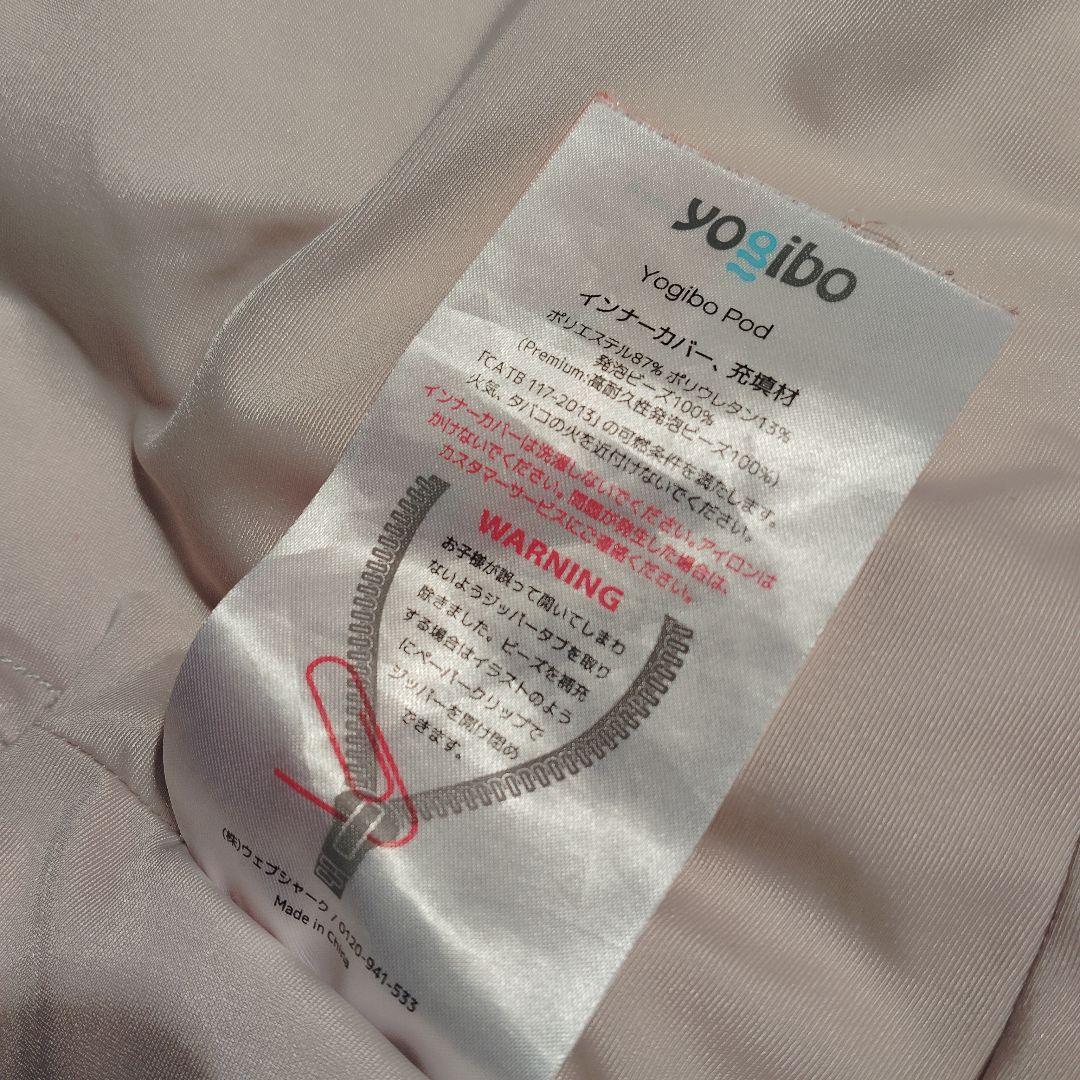 yogibo
Yogibo Pod
インナーカバー、充填材
ポリエステル87% ポリウレタン13%
発泡ビーズ100%
(Premium:高耐久性発泡ビーズ100%)
「CATB 117-2013」の可燃条件を満たします。
火気、タバコの火を近付けないでください。
インナーカバーは洗濯しないでください。アイロンは
かけないでください。問題が発生した場合は、
カスタマーサービスにご連絡ください。
WARNING
お子様が誤って開いてしまわ
ないようジッパータブを取り
除きました。ビーズを補充
する場合はイラストのよう
にペーパークリップで
ジッパーを開け閉め
できます。
(株)ウェブシャーク / 0120-941-533
Made in China